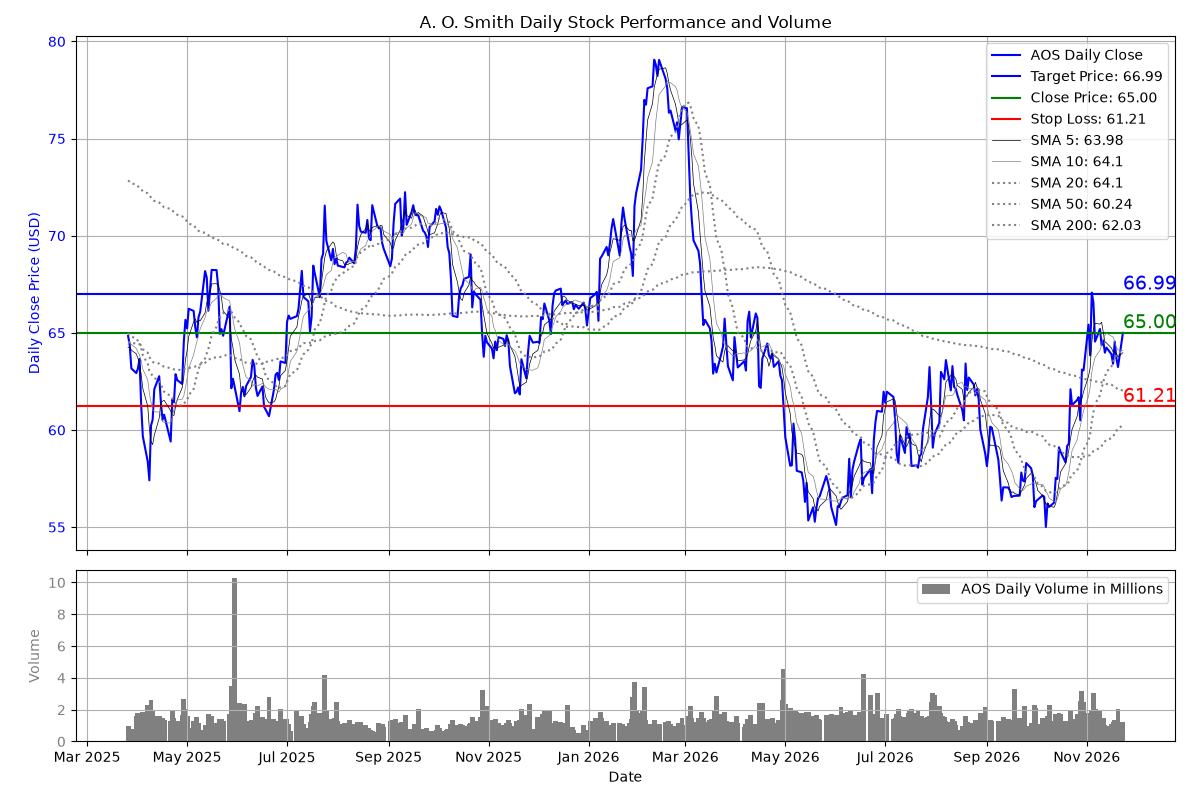 A. O. Smith Daily Stock Performance and Volume
Daily Close Price (USD)
80
75
70
65
60
55
AOS Daily Close
Target Price: 66.99
Close Price: 65.00
Stop Loss: 61.21
SMA 5: 63.98
SMA 10: 64.1
SMA 20: 64.1
SMA 50: 60.24
SMA 200: 62.03
66.99
65.00
61.21
Volume
10
8
6
4
2
0
AOS Daily Volume in Millions
Mar 2025 May 2025 Jul 2025 Sep 2025 Nov 2025 Jan 2026 Mar 2026 May 2026 Jul 2026 Sep 2026 Nov 2026
Date